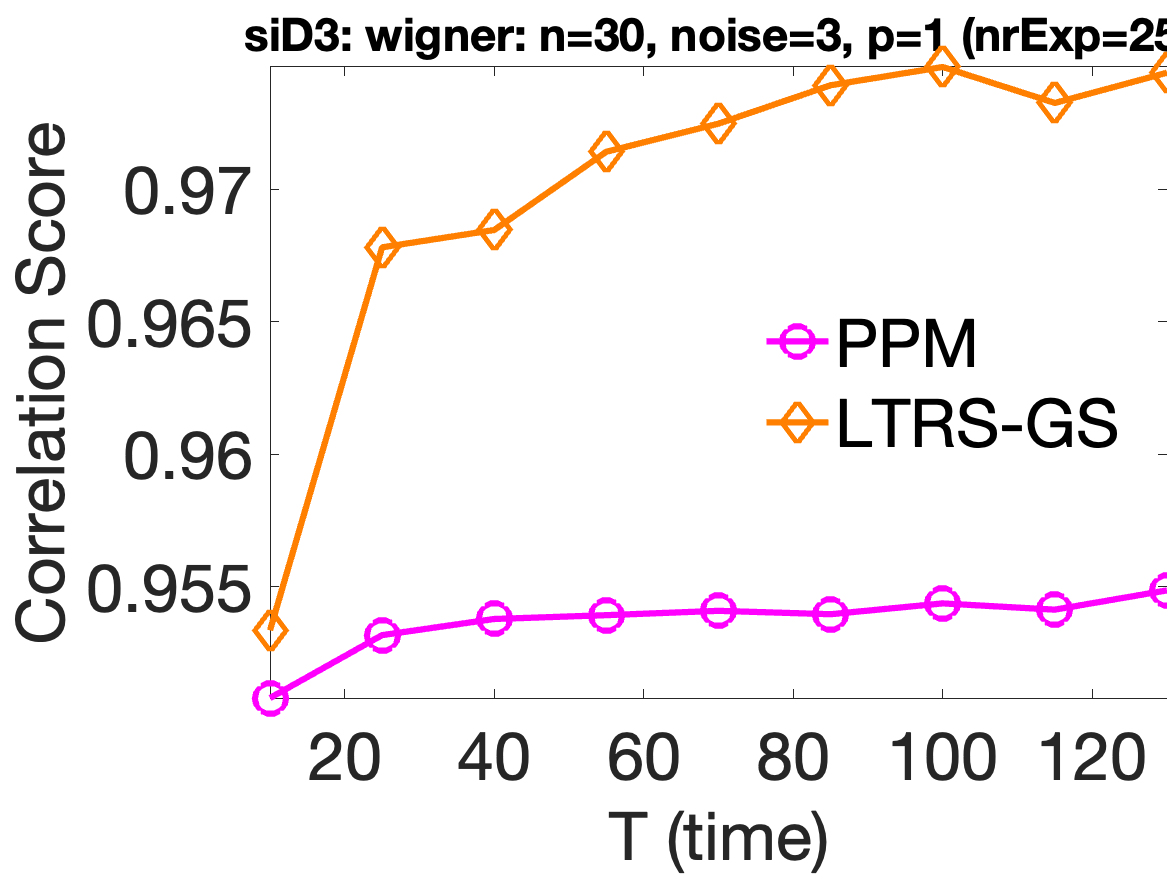 siD3: wigner: n=30, noise=3, p=1 (nrExp=25
Correlation Score
0.97
0.965
0.96
0.955
PPM
LTRS-GS
20 40 60 80 100 120
T (time)